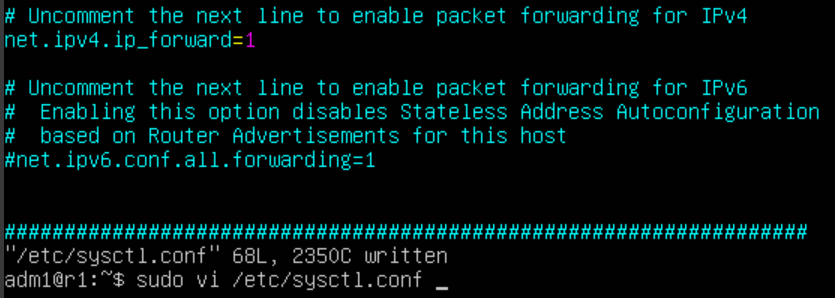 # Uncomment the next line to enable packet forwarding for IPv4
net.ipv4.ip_forward=1
# Uncomment the next line to enable packet forwarding for IPv6
#  Enabling this option disables Stateless Address Autoconfiguration
#  based on Router Advertisements for this host
#net.ipv6.conf.all.forwarding=1
###################################################################
"/etc/sysctl.conf" 68L, 2350C written
adm1@r1:~$ sudo vi /etc/sysctl.conf _